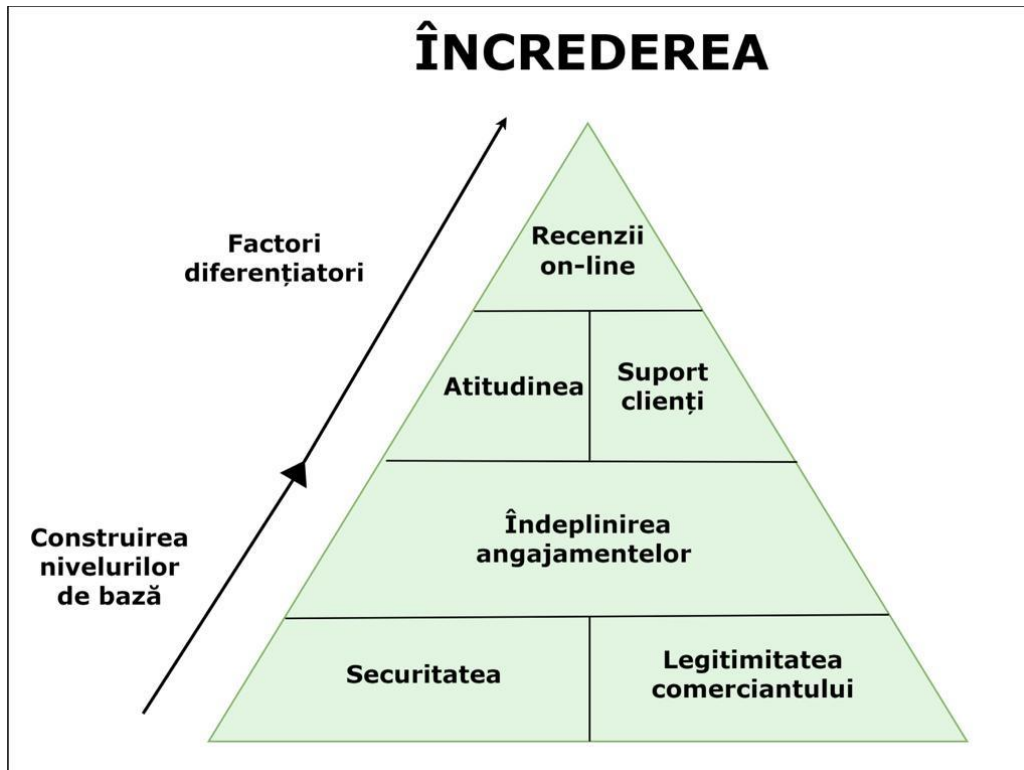 ÎNCREDEREA
Factori
diferențiatori
Construirea
nivelurilor
de bază
Recenzii
on-line
Atitudinea
Suport
clienți
Îndeplinirea
angajamentelor
Securitatea
Legitimitatea
comerciantului